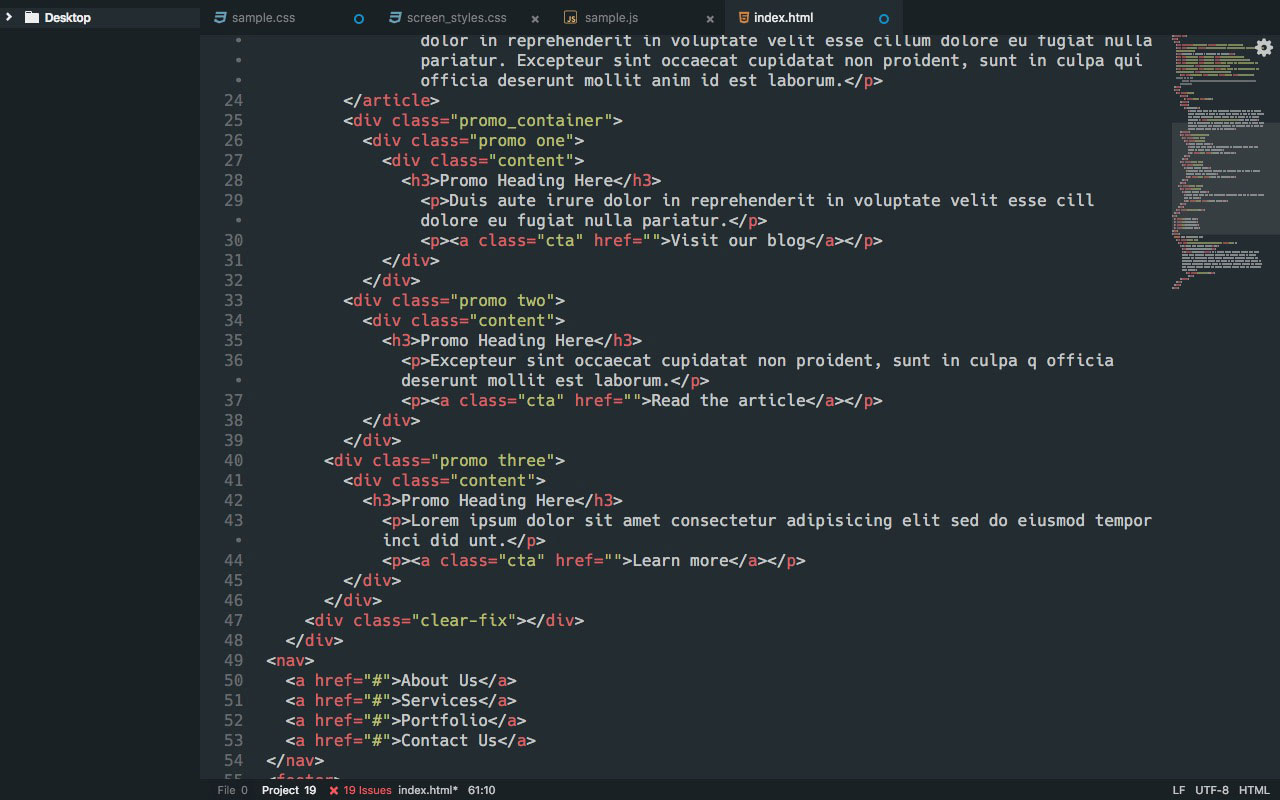 Desktop
sample.css
screen_styles.css
sample.js
index.html
dolor in reprehenderit in voluptate velit esse cillum dolore eu fugiat nulla
pariatur. Excepteur sint occaecat cupidatat non proident, sunt in culpa qui
officia deserunt mollit anim id est laborum.</p>
24 </article>
25 <div class="promo_container">
26 <div class="promo one">
27 <div class="content">
28 <h3>Promo Heading Here</h3>
29 <p>Duis aute irure dolor in reprehenderit in voluptate velit esse cill
dolore eu fugiat nulla pariatur.</p>
30 <p><a class="cta" href="">Visit our blog</a></p>
31 </div>
32 </div>
33 <div class="promo two">
34 <div class="content">
35 <h3>Promo Heading Here</h3>
36 <p>Excepteur sint occaecat cupidatat non proident, sunt in culpa q officia
deserunt mollit est laborum.</p>
37 <p><a class="cta" href="">Read the article</a></p>
38 </div>
39 </div>
40 <div class="promo three">
41 <div class="content">
42 <h3>Promo Heading Here</h3>
43 <p>Lorem ipsum dolor sit amet consectetur adipisicing elit sed do eiusmod tempor
inci did unt.</p>
44 <p><a class="cta" href="">Learn more</a></p>
45 </div>
46 </div>
47 <div class="clear-fix"></div>
48 </div>
49 <nav>
50 <a href="#">About Us</a>
51 <a href="#">Services</a>
52 <a href="#">Portfolio</a>
53 <a href="#">Contact Us</a>
54 </nav>
55 <footer>
File 0 Project 19 19 Issues index.html* 61:10 LF UTF-8 HTML